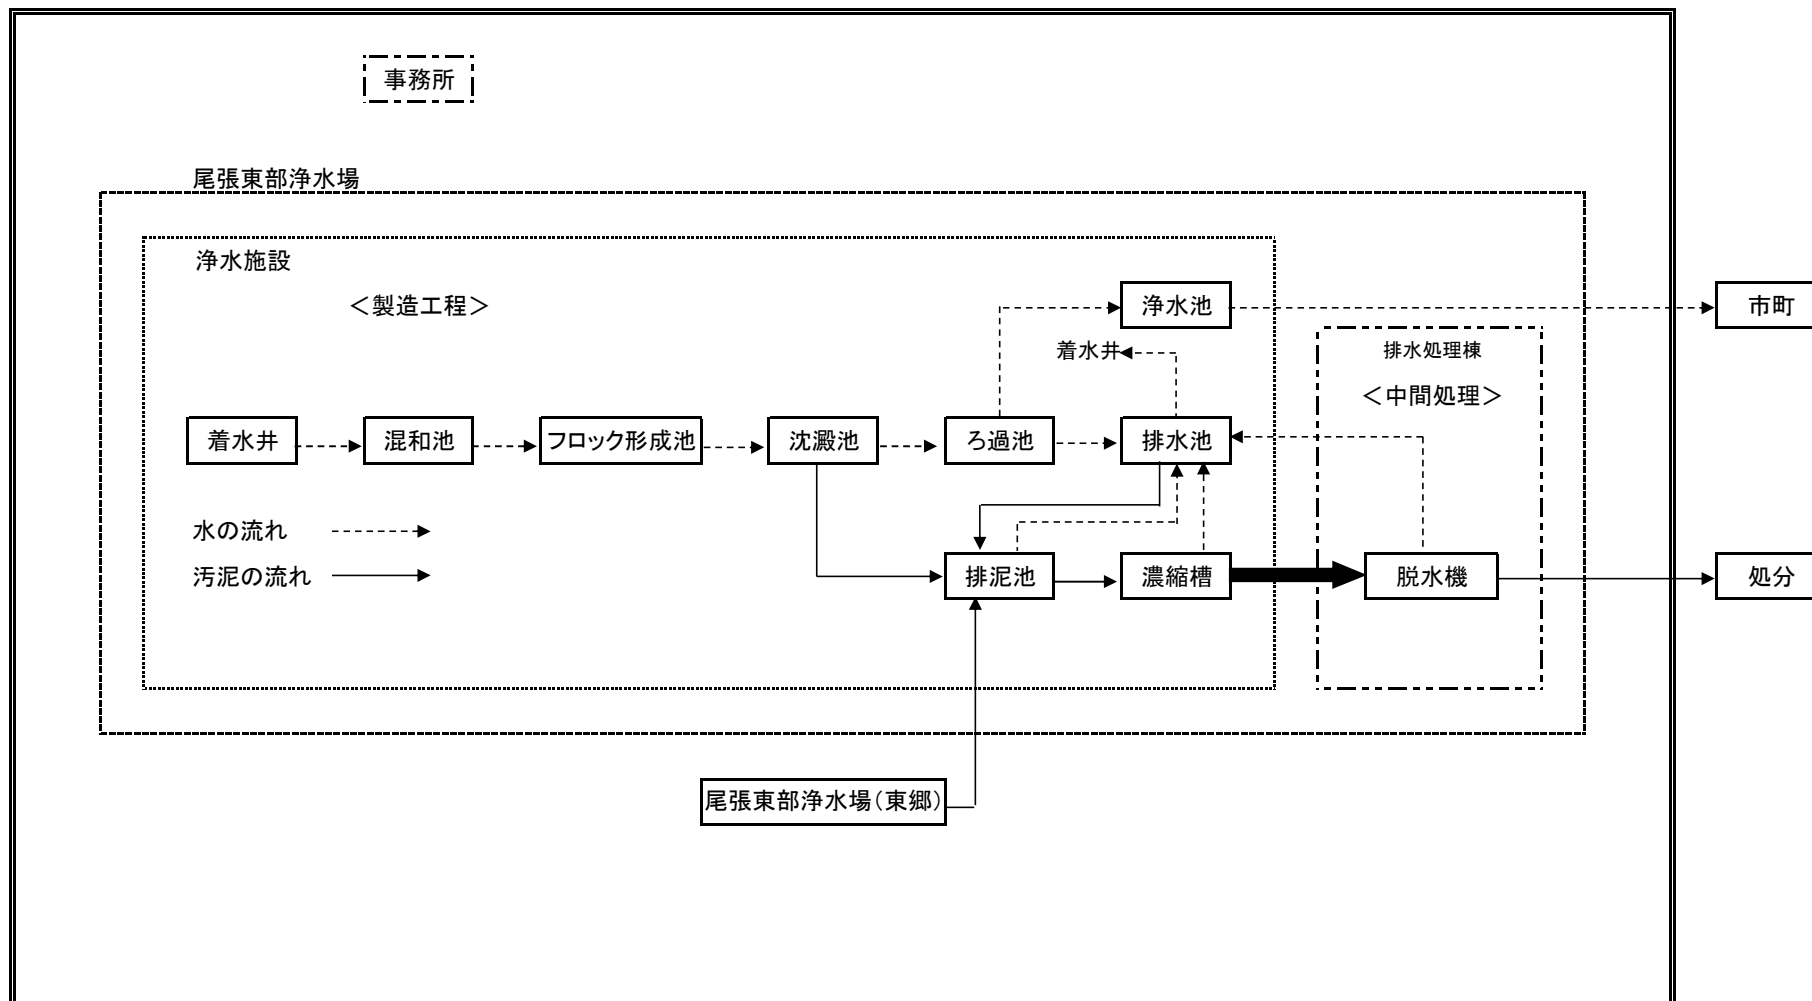 事務所
尾張東部浄水場
浄水施設
＜製造工程＞
浄水池
市町
着水井
排水処理棟
＜中間処理＞
着水井
混和池
フロック形成池
沈澱池
ろ過池
排水池
水の流れ
汚泥の流れ
排泥池
濃縮槽
脱水機
処分
尾張東部浄水場（東郷）